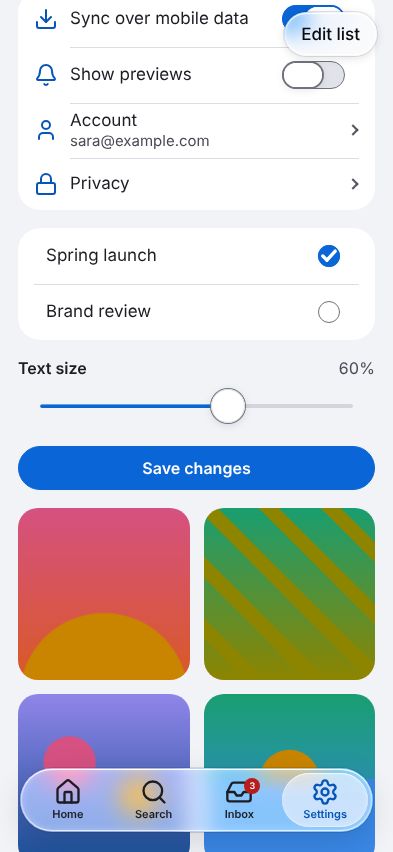 Sync over mobile data
Edit list
Show previews
Account
sara@example.com
Privacy
Spring launch
Brand review
Text size
60%
Save changes
3
Home
Search
Inbox
Settings